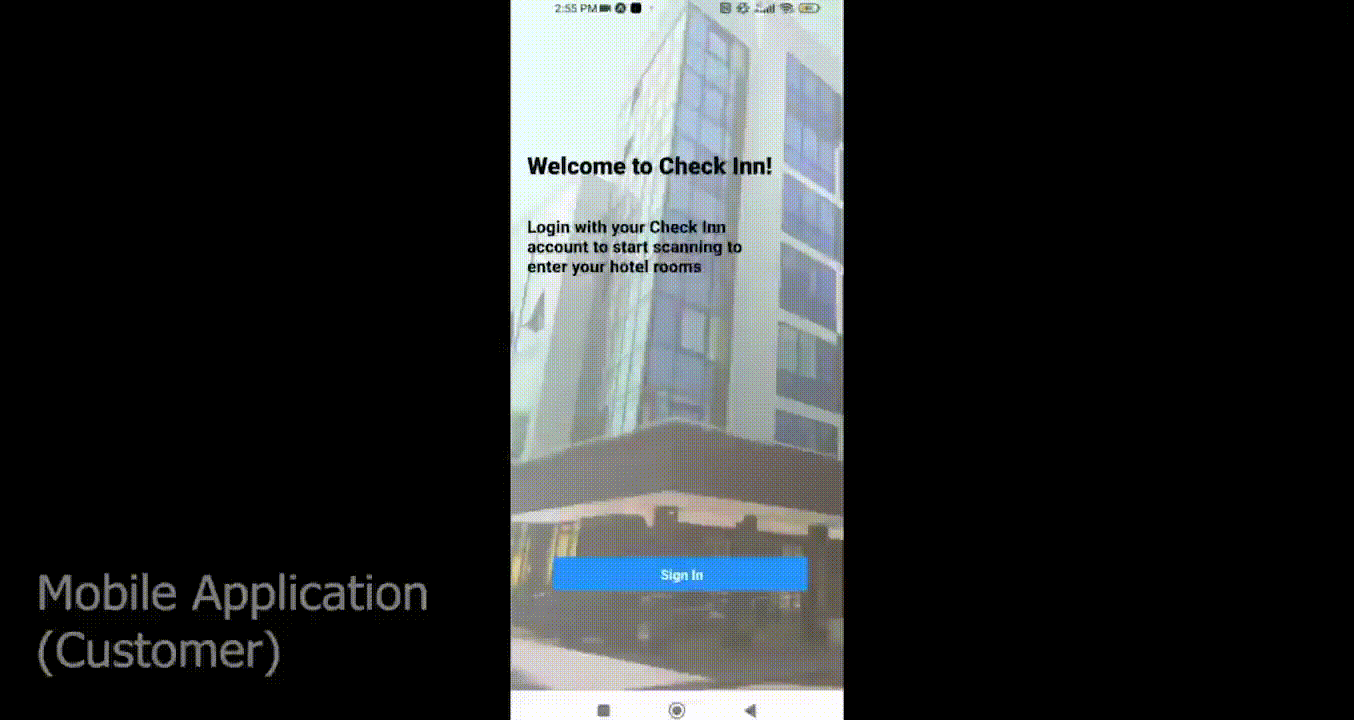 2:55 PM
Welcome to Check Inn!
Login with your Check Inn
account to start scanning to
enter your hotel rooms
Sign In
Mobile Application
(Customer)